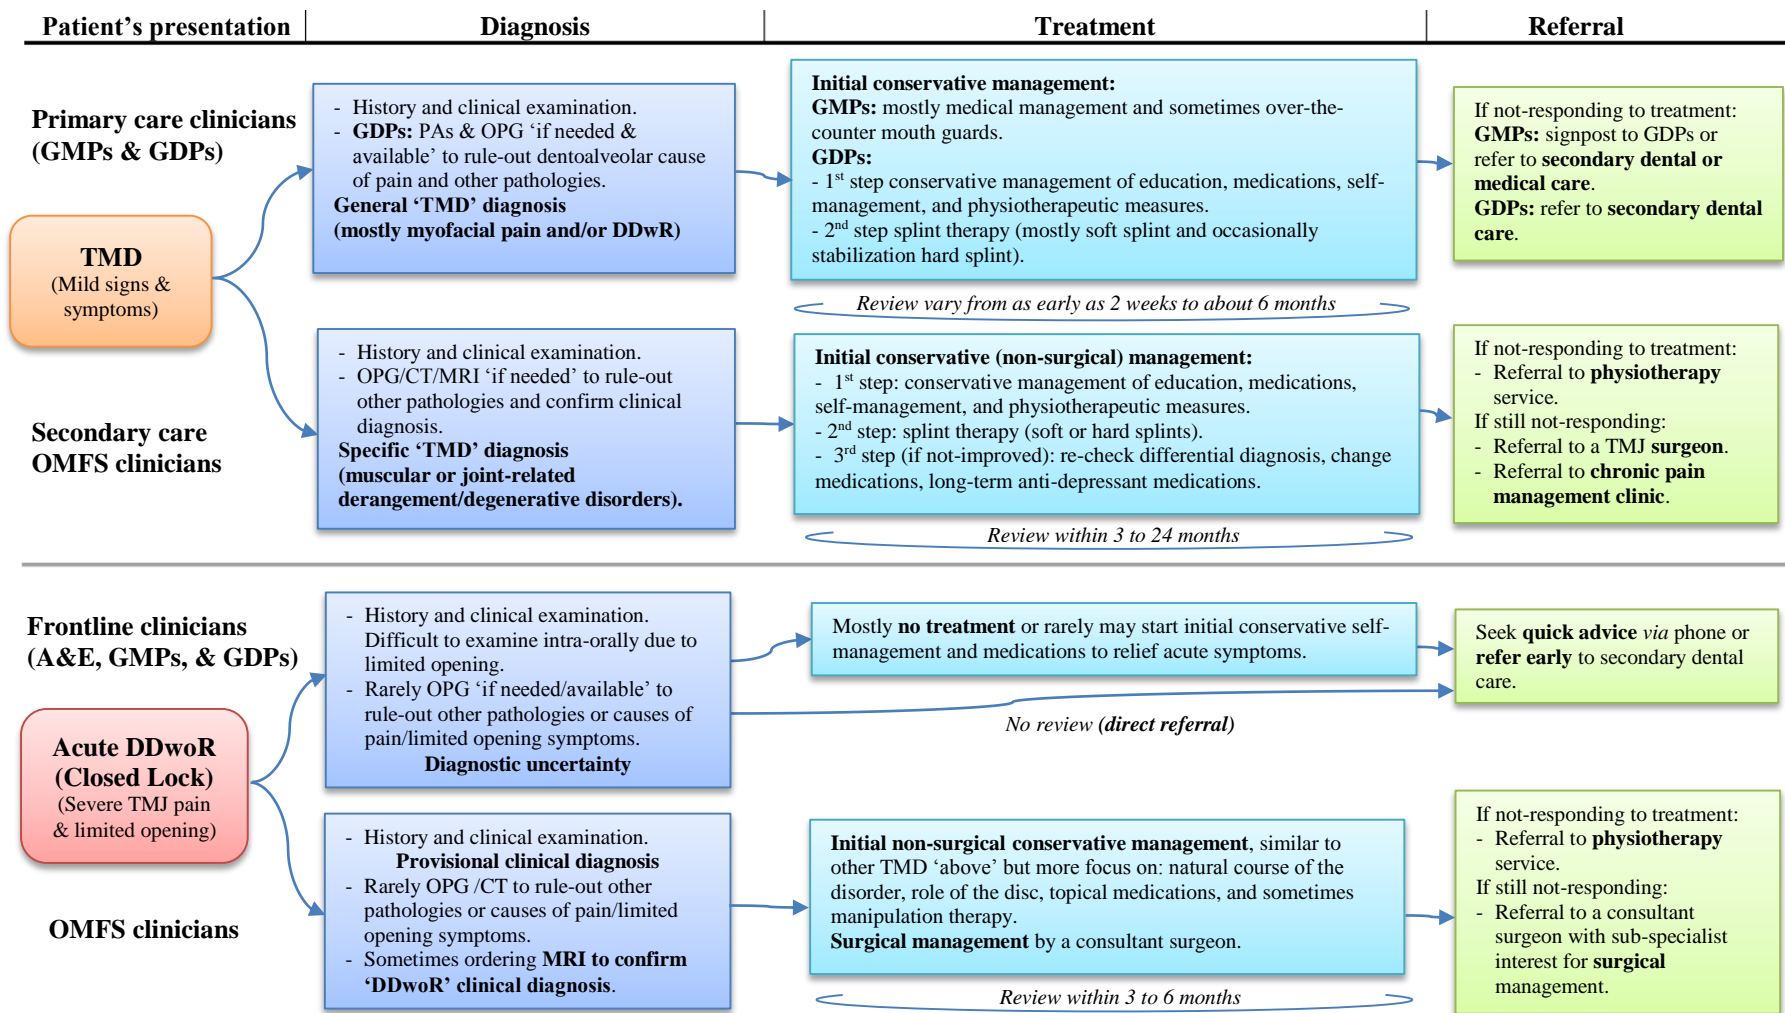 Patient's presentation
Diagnosis
Treatment
Referral
Primary care clinicians
(GMPs & GDPs)
TMD
(Mild signs &
symptoms)
Secondary care
OMFS clinicians
- History and clinical examination.
- GDPs: PAs & OPG 'if needed &
available' to rule-out dentoalveolar cause
of pain and other pathologies.
General 'TMD' diagnosis
(mostly myofacial pain and/or DDwR)
Initial conservative management:
GMPs: mostly medical management and sometimes over-the-
counter mouth guards.
GDPs:
- 1st step conservative management of education, medications, self-
management, and physiotherapeutic measures.
- 2nd step splint therapy (mostly soft splint and occasionally
stabilization hard splint).
Review vary from as early as 2 weeks to about 6 months
If not-responding to treatment:
GMPs: signpost to GDPs or
refer to secondary dental or
medical care.
GDPs: refer to secondary dental
care.
- History and clinical examination.
- OPG/CT/MRI 'if needed' to rule-out
other pathologies and confirm clinical
diagnosis.
Specific 'TMD' diagnosis
(muscular or joint-related
derangement/degenerative disorders).
Initial conservative (non-surgical) management:
- 1st step: conservative management of education, medications,
self-management, and physiotherapeutic measures.
- 2nd step: splint therapy (soft or hard splints).
- 3rd step (if not-improved): re-check differential diagnosis, change
medications, long-term anti-depressant medications.
Review within 3 to 24 months
If not-responding to treatment:
- Referral to physiotherapy
service.
If still not-responding:
- Referral to a TMJ surgeon.
- Referral to chronic pain
management clinic.
Frontline clinicians
(A&E, GMPs, & GDPs)
Acute DDwoR
(Closed Lock)
(Severe TMJ pain
& limited opening)
OMFS clinicians
- History and clinical examination.
Difficult to examine intra-orally due to
limited opening.
- Rarely OPG 'if needed/available' to
rule-out other pathologies or causes of
pain/limited opening symptoms.
Diagnostic uncertainty
Mostly no treatment or rarely may start initial conservative self-
management and medications to relief acute symptoms.
No review (direct referral)
Seek quick advice via phone or
refer early to secondary dental
care.
- History and clinical examination.
Provisional clinical diagnosis
- Rarely OPG /CT to rule-out other
pathologies or causes of pain/limited
opening symptoms.
- Sometimes ordering MRI to confirm
'DDwoR' clinical diagnosis.
Initial non-surgical conservative management, similar to
other TMD 'above' but more focus on: natural course of the
disorder, role of the disc, topical medications, and sometimes
manipulation therapy.
Surgical management by a consultant surgeon.
Review within 3 to 6 months
If not-responding to treatment:
- Referral to physiotherapy
service.
If still not-responding:
- Referral to a consultant
surgeon with sub-specialist
interest for surgical
management.